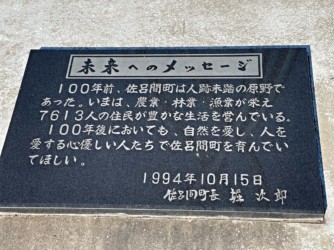 未来へのメッセージ
100年前、佐呂間町は人跡未踏の原野で
あった。いまは、農業・林業・漁業が栄え
7613人の住民が豊かな生活を営んでいる。
100年後においても、自然を愛し、人を
愛する心優しい人たちで佐呂間町を育んでい
てほしい。
1994年10月15日
佐呂間町長 堀 次郎